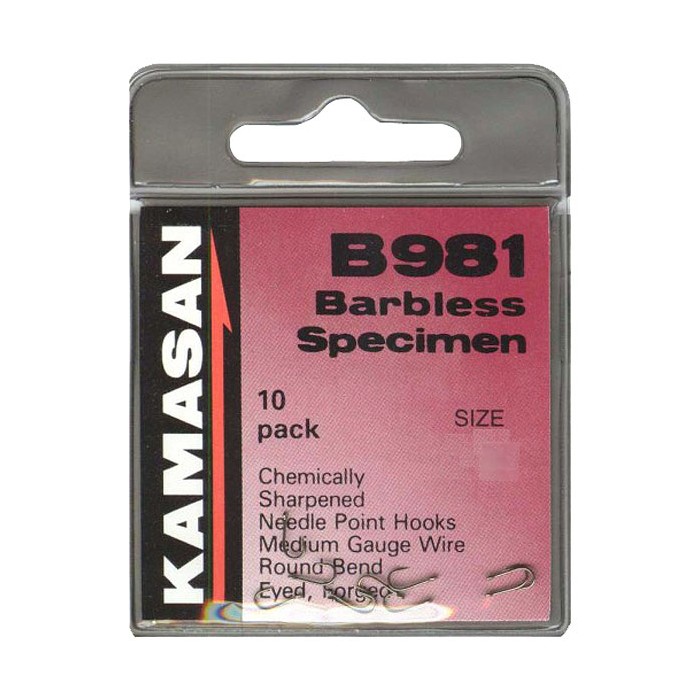 KAMASAN
B981
Barbless
Specimen
10
pack
SIZE
Chemically
Sharpened
Needle Point Hooks
Medium Gauge Wire
Round Bend
Eyed, Forged